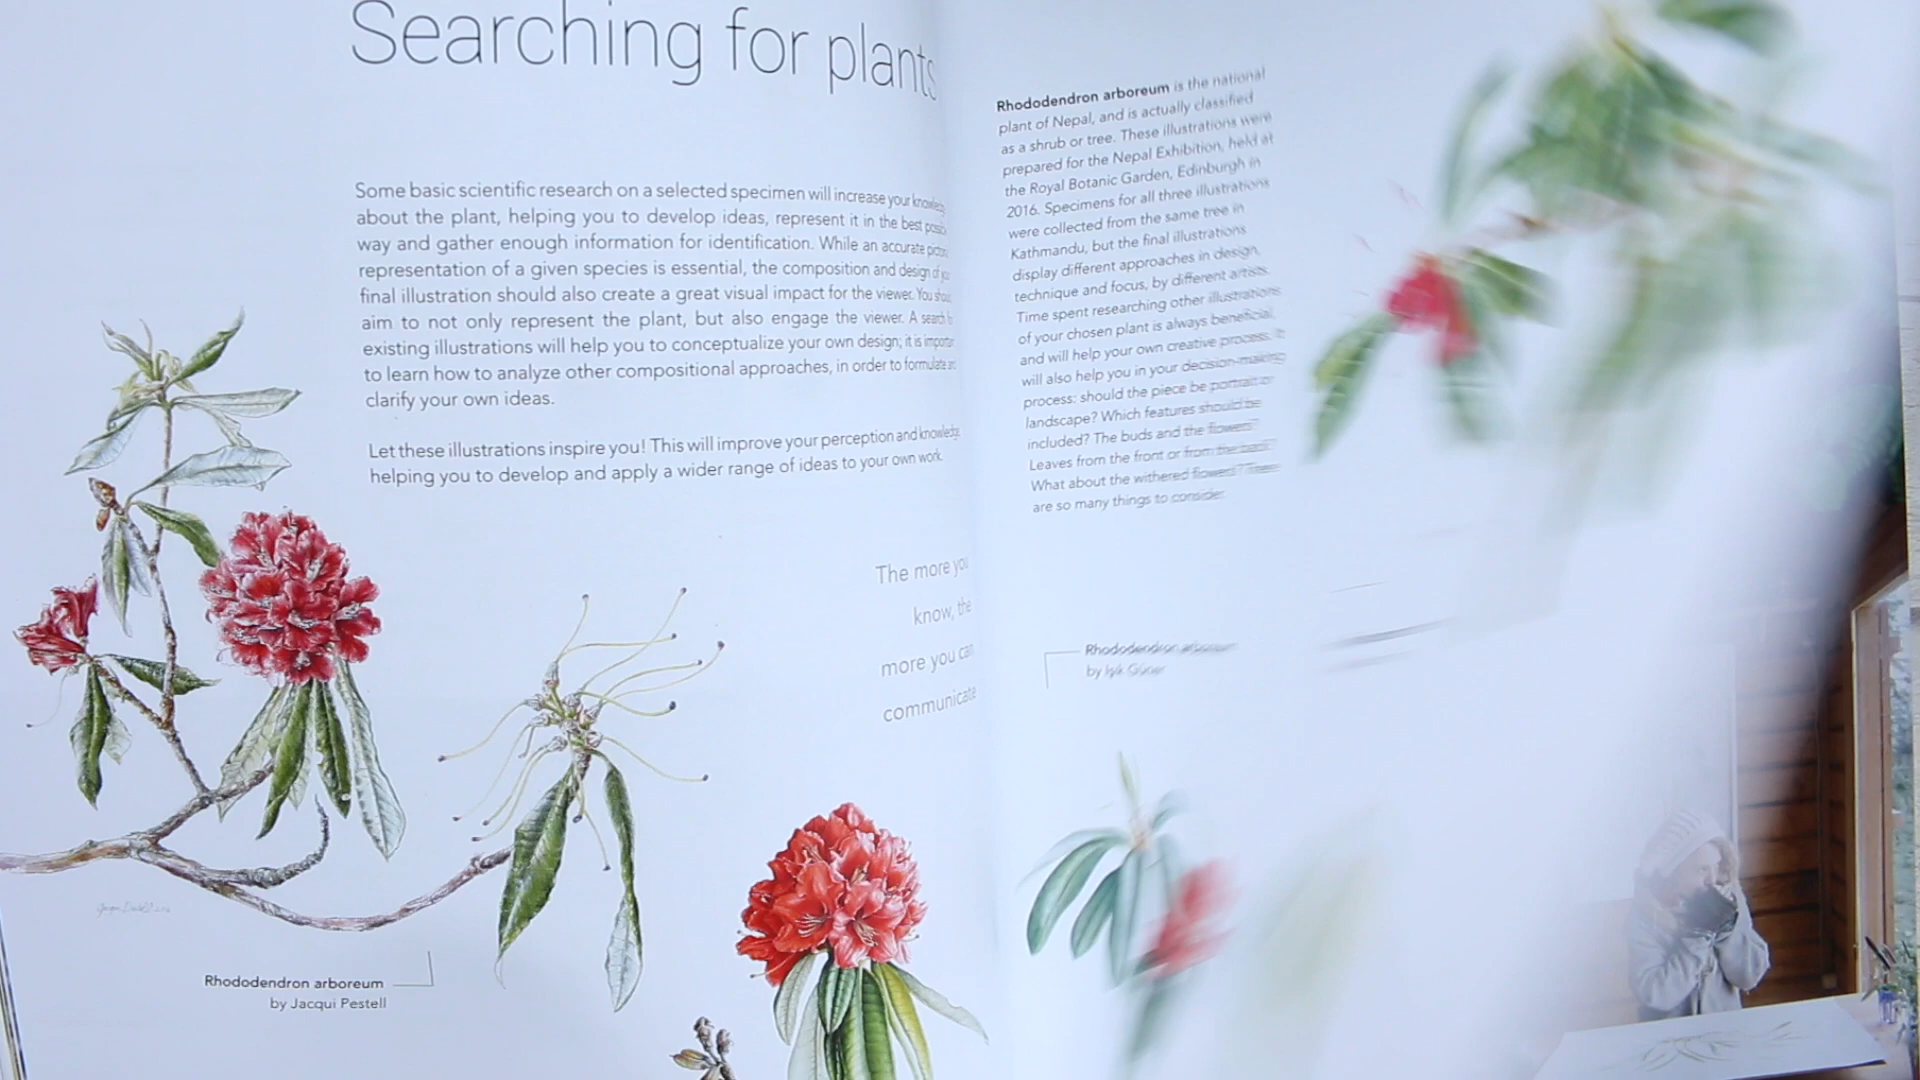 Searching for plants
Some basic scientific research on a selected specimen will increase your knowledge
about the plant, helping you to develop ideas, represent it in the best possible
way and gather enough information for identification. While an accurate
representation of a given species is essential, the composition and design of
final illustration should also create a great visual impact for the viewer. You
aim to not only represent the plant, but also engage the viewer. A search
existing illustrations will help you to conceptualize your own design; it is
to learn how to analyze other compositional approaches, in order to formulate
clarify your own ideas.
Let these illustrations inspire you! This will improve your perception and knowledge,
helping you to develop and apply a wider range of ideas to your own work.
The more you
know, the
more you can
communicate
Rhododendron arboreum
by Jacqui Pestell
Rhododendron arboreum is the national
plant of Nepal, and is actually classified
as a shrub or tree. These illustrations were
prepared for the Nepal Exhibition, held at
the Royal Botanic Garden, Edinburgh in
2016. Specimens for all three illustrations
were collected from the same tree in
Kathmandu, but the final illustrations
display different approaches in design,
technique and focus, by different artists.
Time spent researching other illustrations
of your chosen plant is always beneficial,
and will help your own creative process. It
will also help you in your decision-making
process: should the piece be portrait or
landscape? Which features should be
included? The buds and the flowers?
Leaves from the front or from the back?
What about the withered flowers? There
are so many things to consider.
Rhododendron arboreum
by